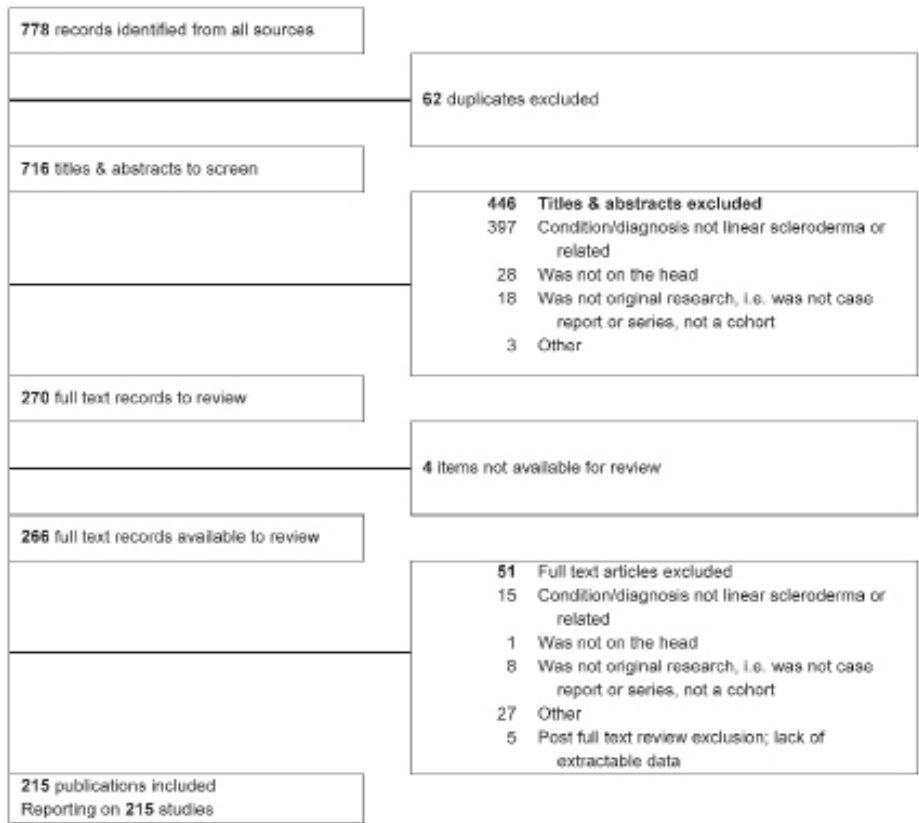 778 records identified from all sources
62 duplicates excluded
716 titles & abstracts to screen
446 Titles & abstracts excluded
397 Condition/diagnosis not linear scleroderma or
related
28 Was not on the head
18 Was not original research, i.e. was not case
report or series, not a cohort
3 Other
270 full text records to review
4 items not available for review
266 full text records available to review
51 Full text articles excluded
15 Condition/diagnosis not linear scleroderma or
related
1 Was not on the head
8 Was not original research, i.e. was not case
report or series, not a cohort
27 Other
5 Post full text review exclusion; lack of
extractable data
215 publications included
Reporting on 215 studies